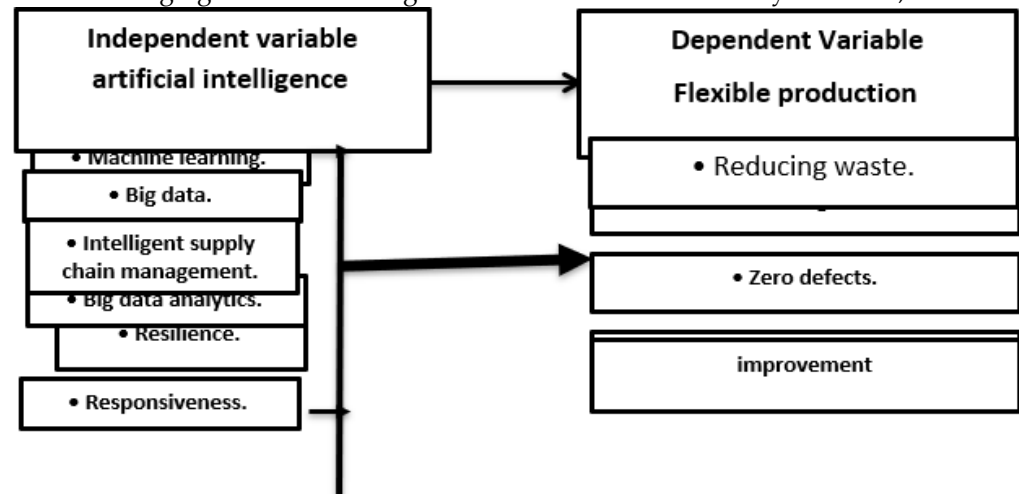 Independent variable
artificial intelligence
• Machine learning.
• Big data.
• Intelligent supply
chain management.
• Big data analytics.
• Resilience.
• Responsiveness.
Dependent Variable
Flexible production
• Reducing waste.
• Zero defects.
improvement